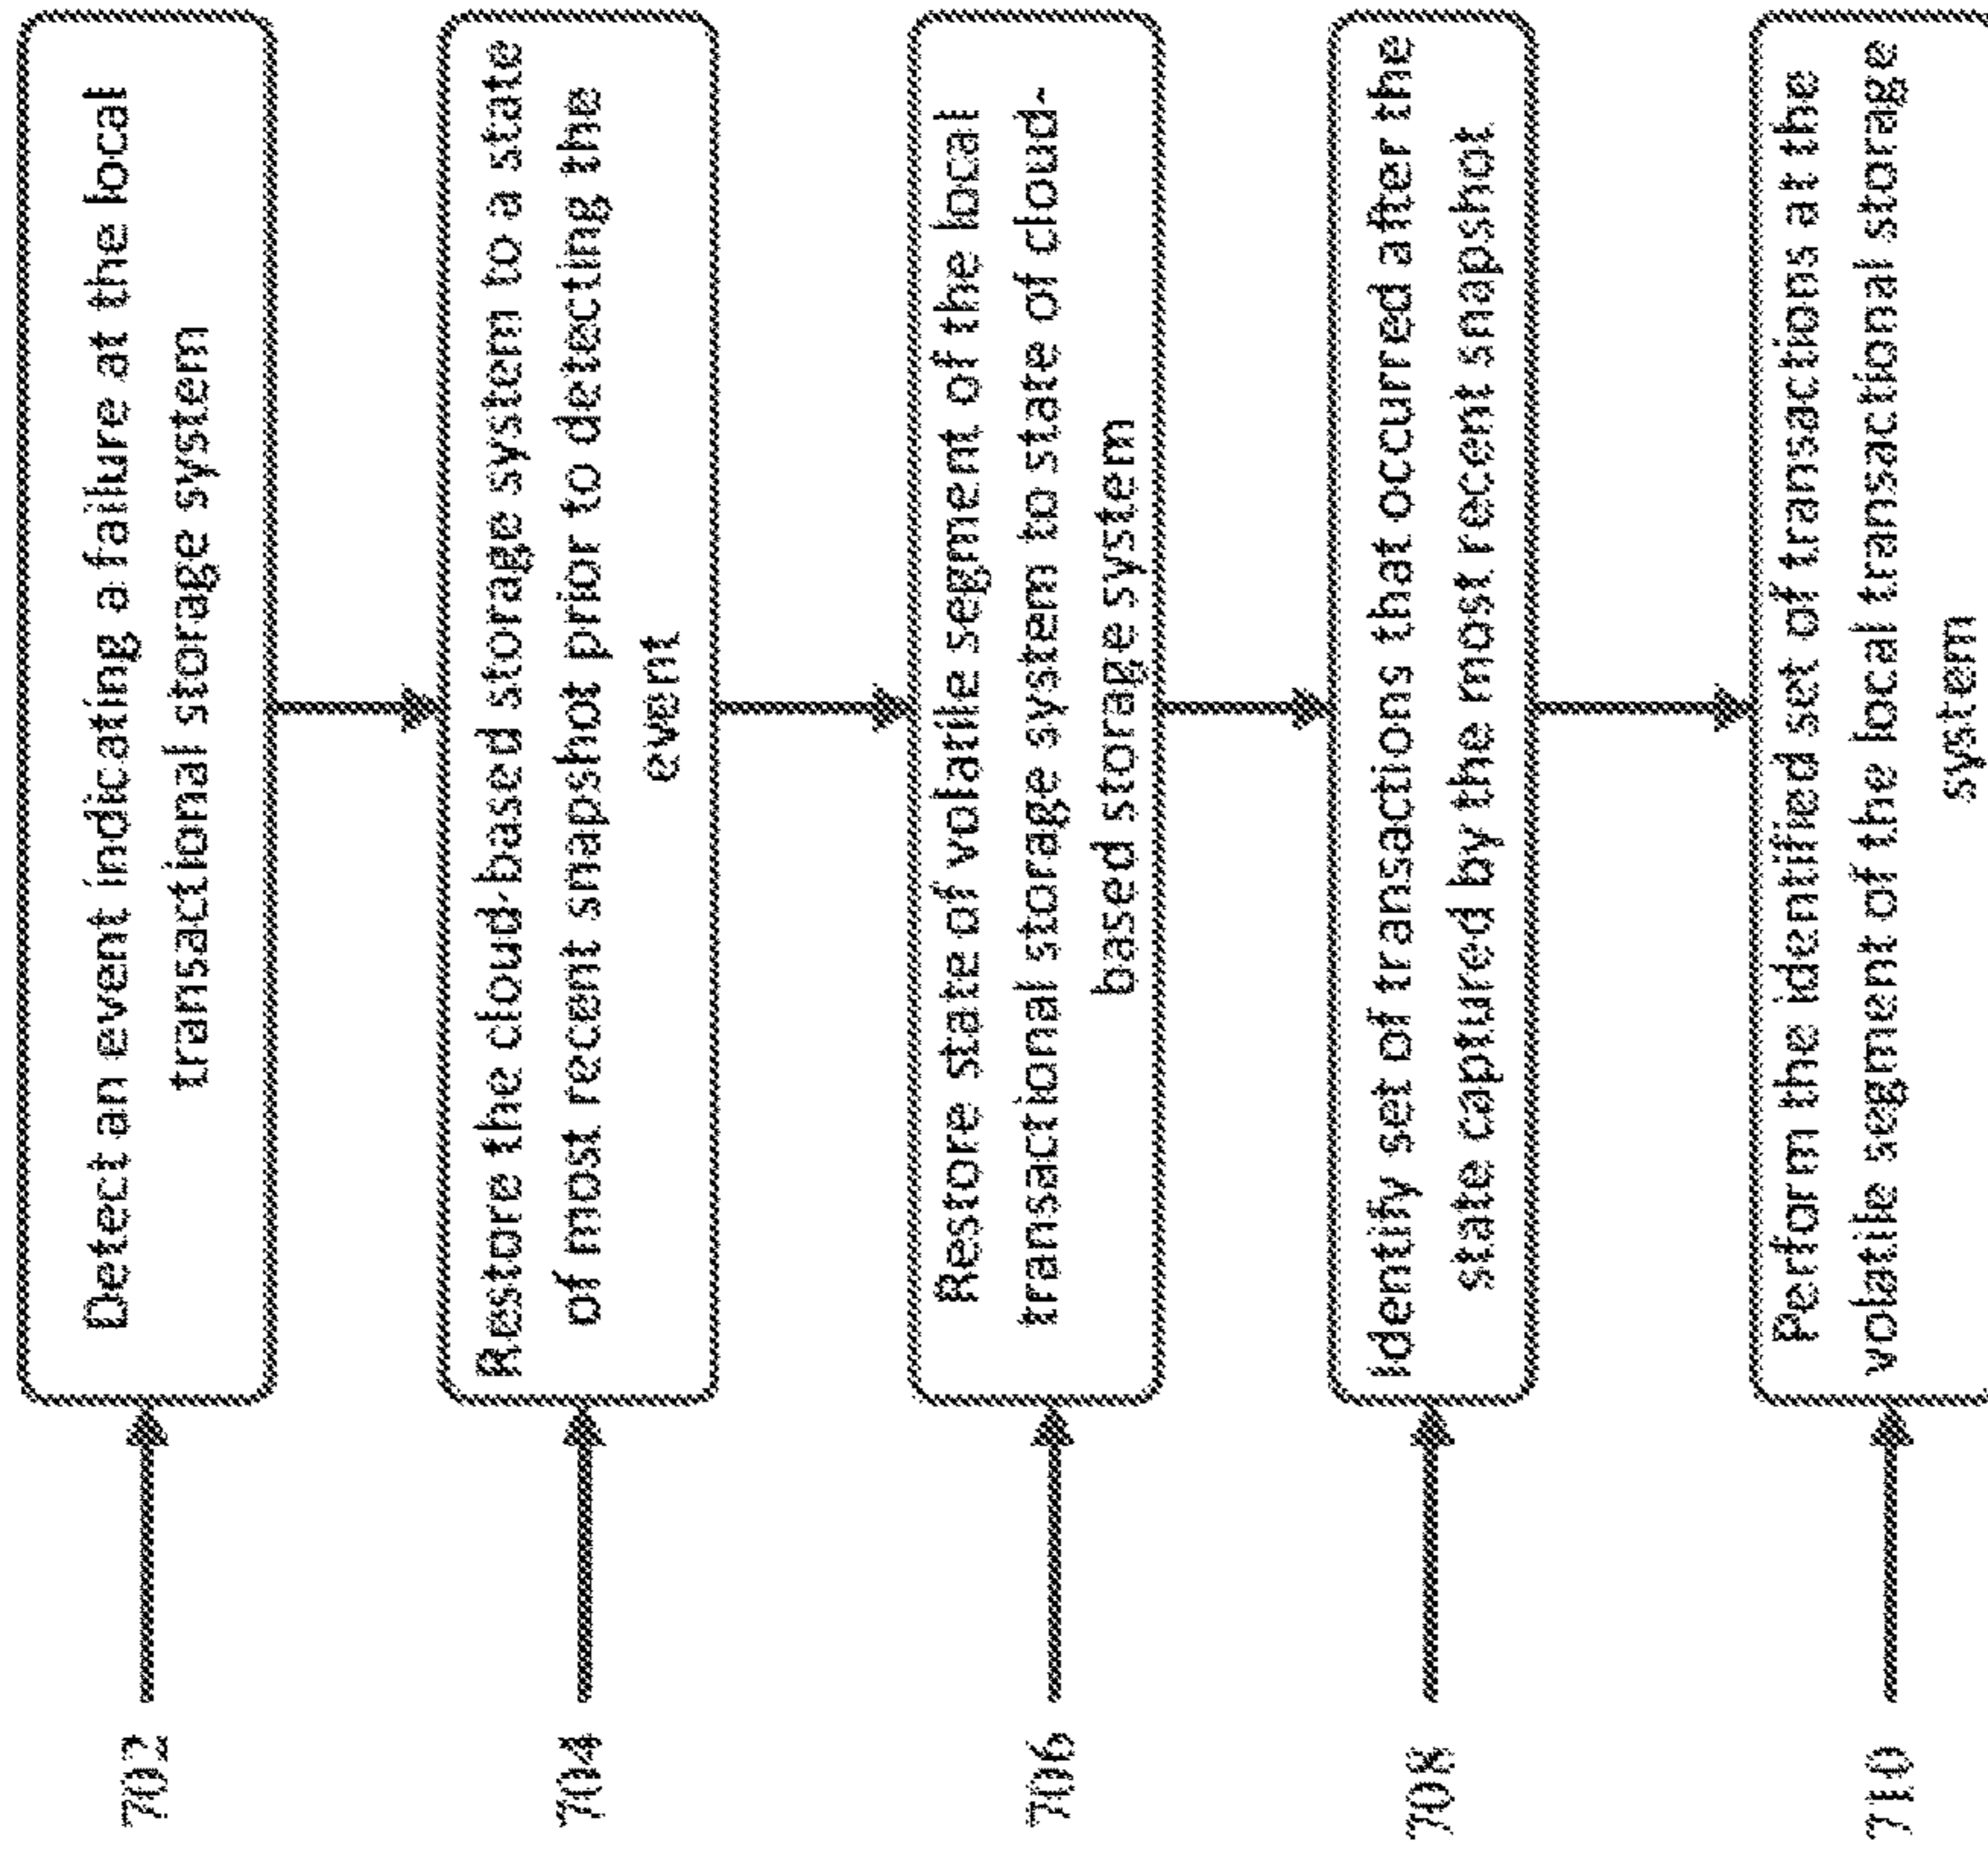 702
Detect an event indicating a failure at the local
transactional storage system
704
Restore the cloud-based storage system to a state
of most recent snapshot prior to detecting the
event
706
Restore state of volatile segment of the local
transactional storage system to state of cloud-
based storage system
708
Identify set of transactions that occurred after the
state captured by the most recent snapshot
710
Perform the identified set of transactions at the
volatile segment of the local transactional storage
system